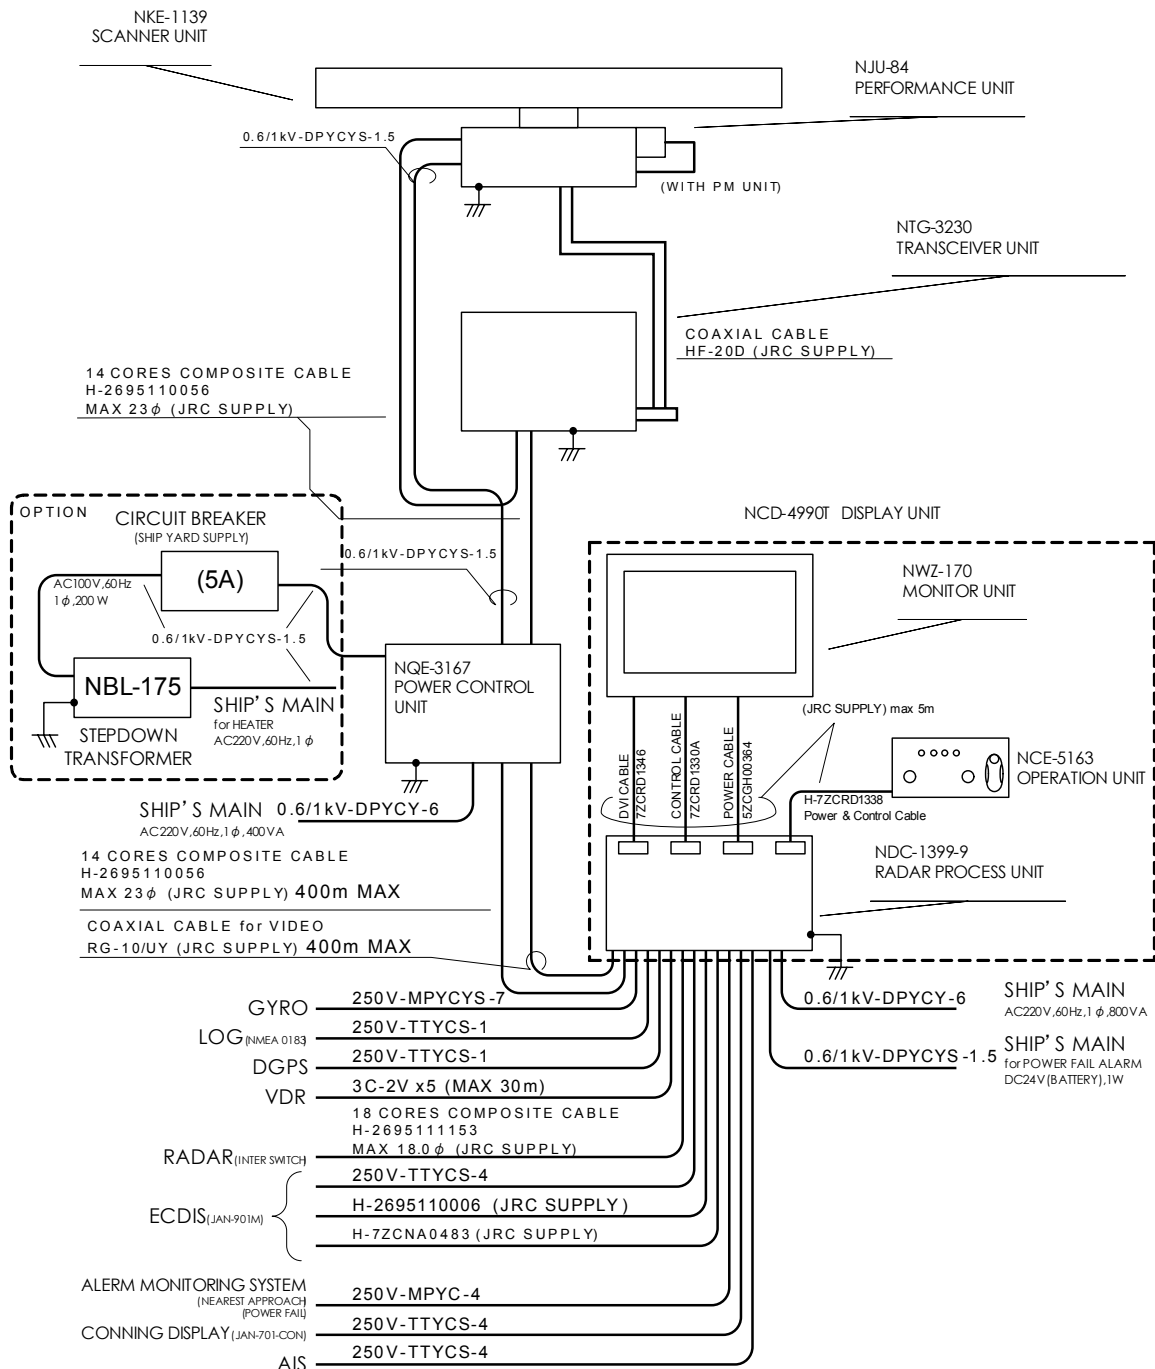 NKE-1139
SCANNER UNIT
NJU-84
PERFORMANCE UNIT
0.6/1kV-DPYCYS-1.5
(WITH PM UNIT)
NTG-3230
TRANSCEIVER UNIT
COAXIAL CABLE
HF-20D (JRC SUPPLY)
14 CORES COMPOSITE CABLE
H-2695110056
MAX 23φ (JRC SUPPLY)
OPTION
CIRCUIT BREAKER
(SHIP YARD SUPPLY)
(5A)
AC100V,60Hz
1φ,200 W
0.6/1kV-DPYCYS-1.5
0.6/1kV-DPYCYS-1.5
NBL-175
STEPDOWN
TRANSFORMER
SHIP'S MAIN
for HEATER
AC220V,60Hz,1φ
NQE-3167
POWER CONTROL
UNIT
NCD-4990T DISPLAY UNIT
NWZ-170
MONITOR UNIT
(JRC SUPPLY) max 5m
DVI CABLE
7ZCRD1346
CONTROL CABLE
7ZCRD1330A
POWER CABLE
5ZCGH00364
H-7ZCRD1338
Power & Control Cable
NCE-5163
OPERATION UNIT
NDC-1399-9
RADAR PROCESS UNIT
SHIP'S MAIN 0.6/1kV-DPYCY-6
AC220V,60Hz,1φ,400VA
14 CORES COMPOSITE CABLE
H-2695110056
MAX 23φ (JRC SUPPLY) 400m MAX
COAXIAL CABLE for VIDEO
RG-10/UY (JRC SUPPLY) 400m MAX
GYRO 250V-MPYCYS-7
LOG(NMEA 0183) 250V-TTYCS-1
DGPS 250V-TTYCS-1
VDR 3C-2V x5 (MAX 30m)
18 CORES COMPOSITE CABLE
H-2695111153
MAX 18.0φ (JRC SUPPLY)
RADAR(INTER SWITCH)
250V-TTYCS-4
ECDIS(JAN-901M) H-2695110006 (JRC SUPPLY)
H-7ZCNA0483 (JRC SUPPLY)
ALERM MONITORING SYSTEM
(NEAREST APPROACH)
(POWER FAIL)
250V-MPYC-4
CONNING DISPLAY(JAN-701-CON) 250V-TTYCS-4
AIS 250V-TTYCS-4
0.6/1kV-DPYCY-6 SHIP'S MAIN
AC220V,60Hz,1φ,800VA
0.6/1kV-DPYCYS-1.5 SHIP'S MAIN
for POWER FAIL ALARM
DC24V(BATTERY),1W